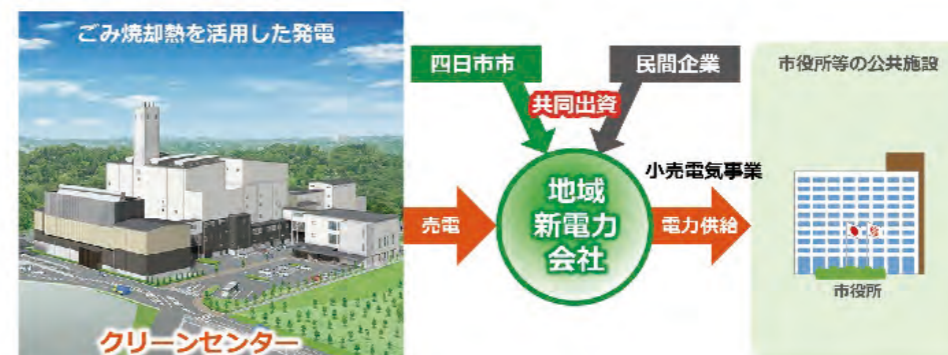 ごみ焼却熱を活用した発電
クリーンセンター
四日市市
民間企業
共同出資
売電
地域
新電力
会社
小売電気事業
電力供給
市役所等の公共施設
市役所